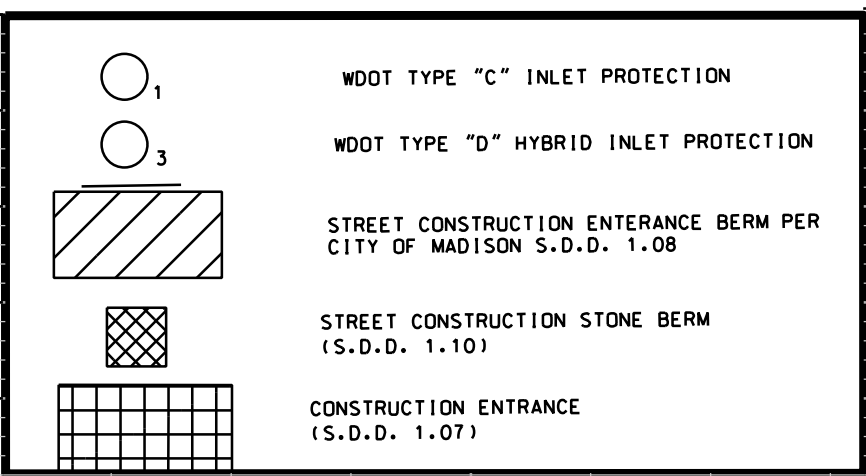 1 WDOT TYPE "C" INLET PROTECTION
3 WDOT TYPE "D" HYBRID INLET PROTECTION
STREET CONSTRUCTION ENTERANCE BERM PER
CITY OF MADISON S.D.D. 1.08
STREET CONSTRUCTION STONE BERM
(S.D.D. 1.10)
CONSTRUCTION ENTRANCE
(S.D.D. 1.07)